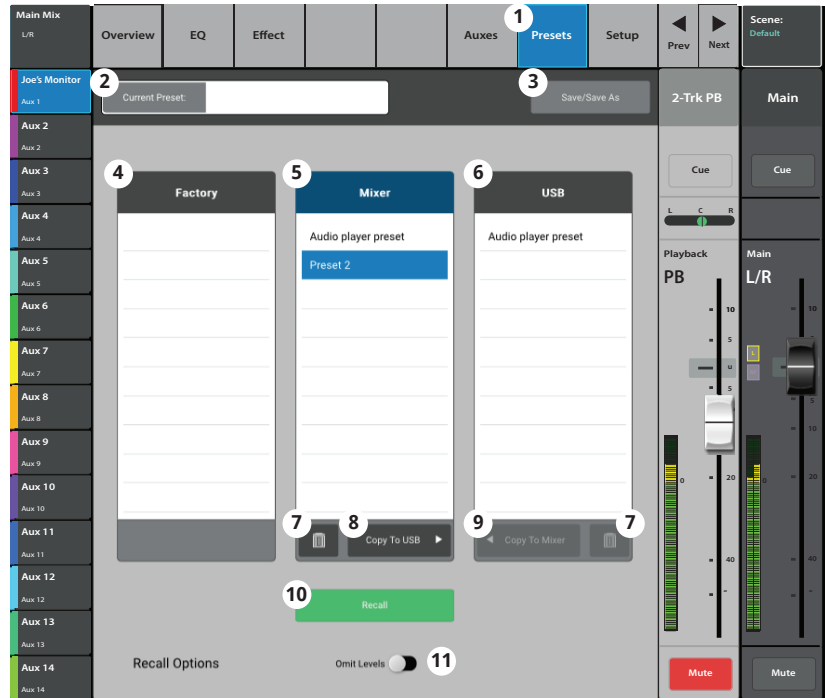 Main Mix
L/R
Overview
EQ
Effect
Auxes
1
Presets
Setup
Prev
Next
Scene:
Default
Joe's Monitor
Aux 1
Aux 2
Aux 2
Aux 3
Aux 3
Aux 4
Aux 4
Aux 5
Aux 5
Aux 6
Aux 6
Aux 7
Aux 7
Aux 8
Aux 8
Aux 9
Aux 9
Aux 10
Aux 10
Aux 11
Aux 11
Aux 12
Aux 12
Aux 13
Aux 13
Aux 14
Aux 14
2
Current Preset:
3
Save/Save As
4
Factory
5
Mixer
Audio player preset
Preset 2
6
USB
Audio player preset
7
8
Copy To USB
9
Copy To Mixer
7
10
Recall
Recall Options
Omit Levels
11
2-Trk PB
Cue
L C R
Playback
PB
10
5
U
5
0
20
40
Mute
Main
Cue
Main
L/R
10
L
5
10
0
20
40
Mute